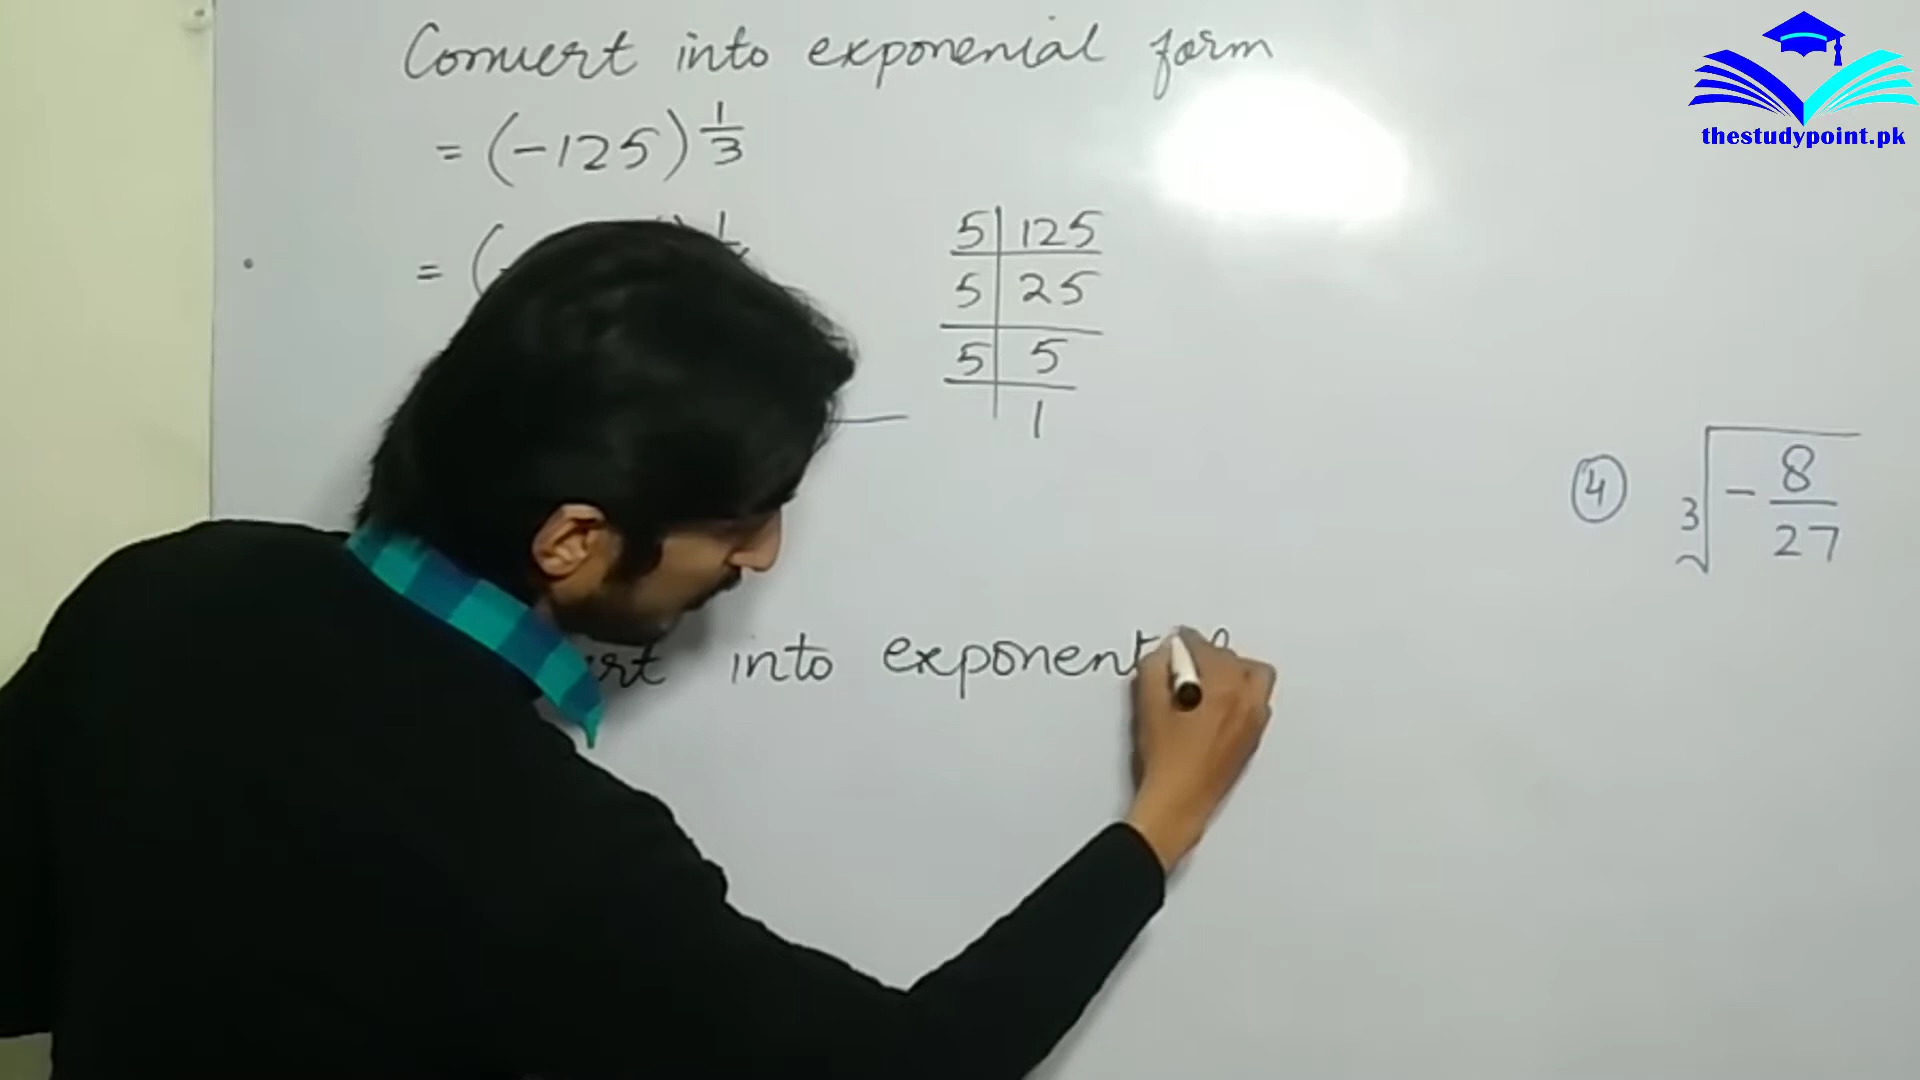 Convert into exponenial form
thestudypoint.pk
= (-125)^1/3
= (
5 | 125
5 | 25
5 | 5
1
④ ∛-8/27
into exponent